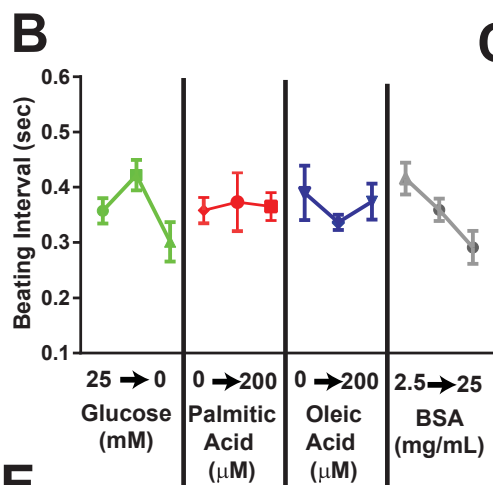 B
C
Beating Interval (sec)
0.6
0.5
0.4
0.3
0.2
0.1
25 → 0
Glucose
(mM)
0 → 200
Palmitic
Acid
(μM)
0 → 200
Oleic
Acid
(μM)
2.5 → 25
BSA
(mg/mL)